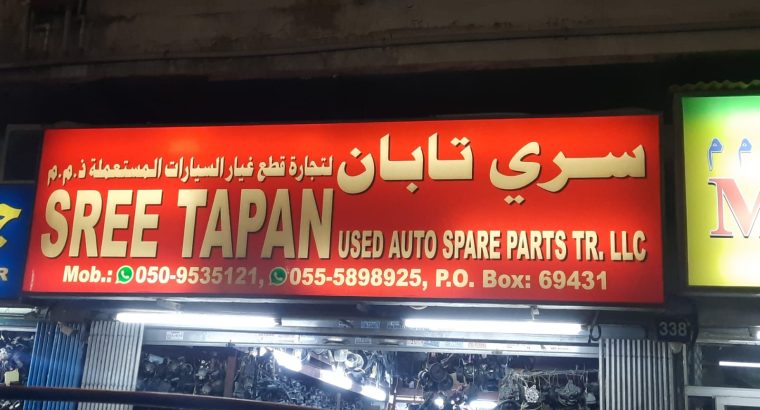 سري تابان لتجارة قطع غيار السيارات المستعملة ذ.م.م
SREE TAPAN USED AUTO SPARE PARTS TR. LLC
Mob.: 050-9535121, 055-5898925, P.O. Box: 69431
338
R
M